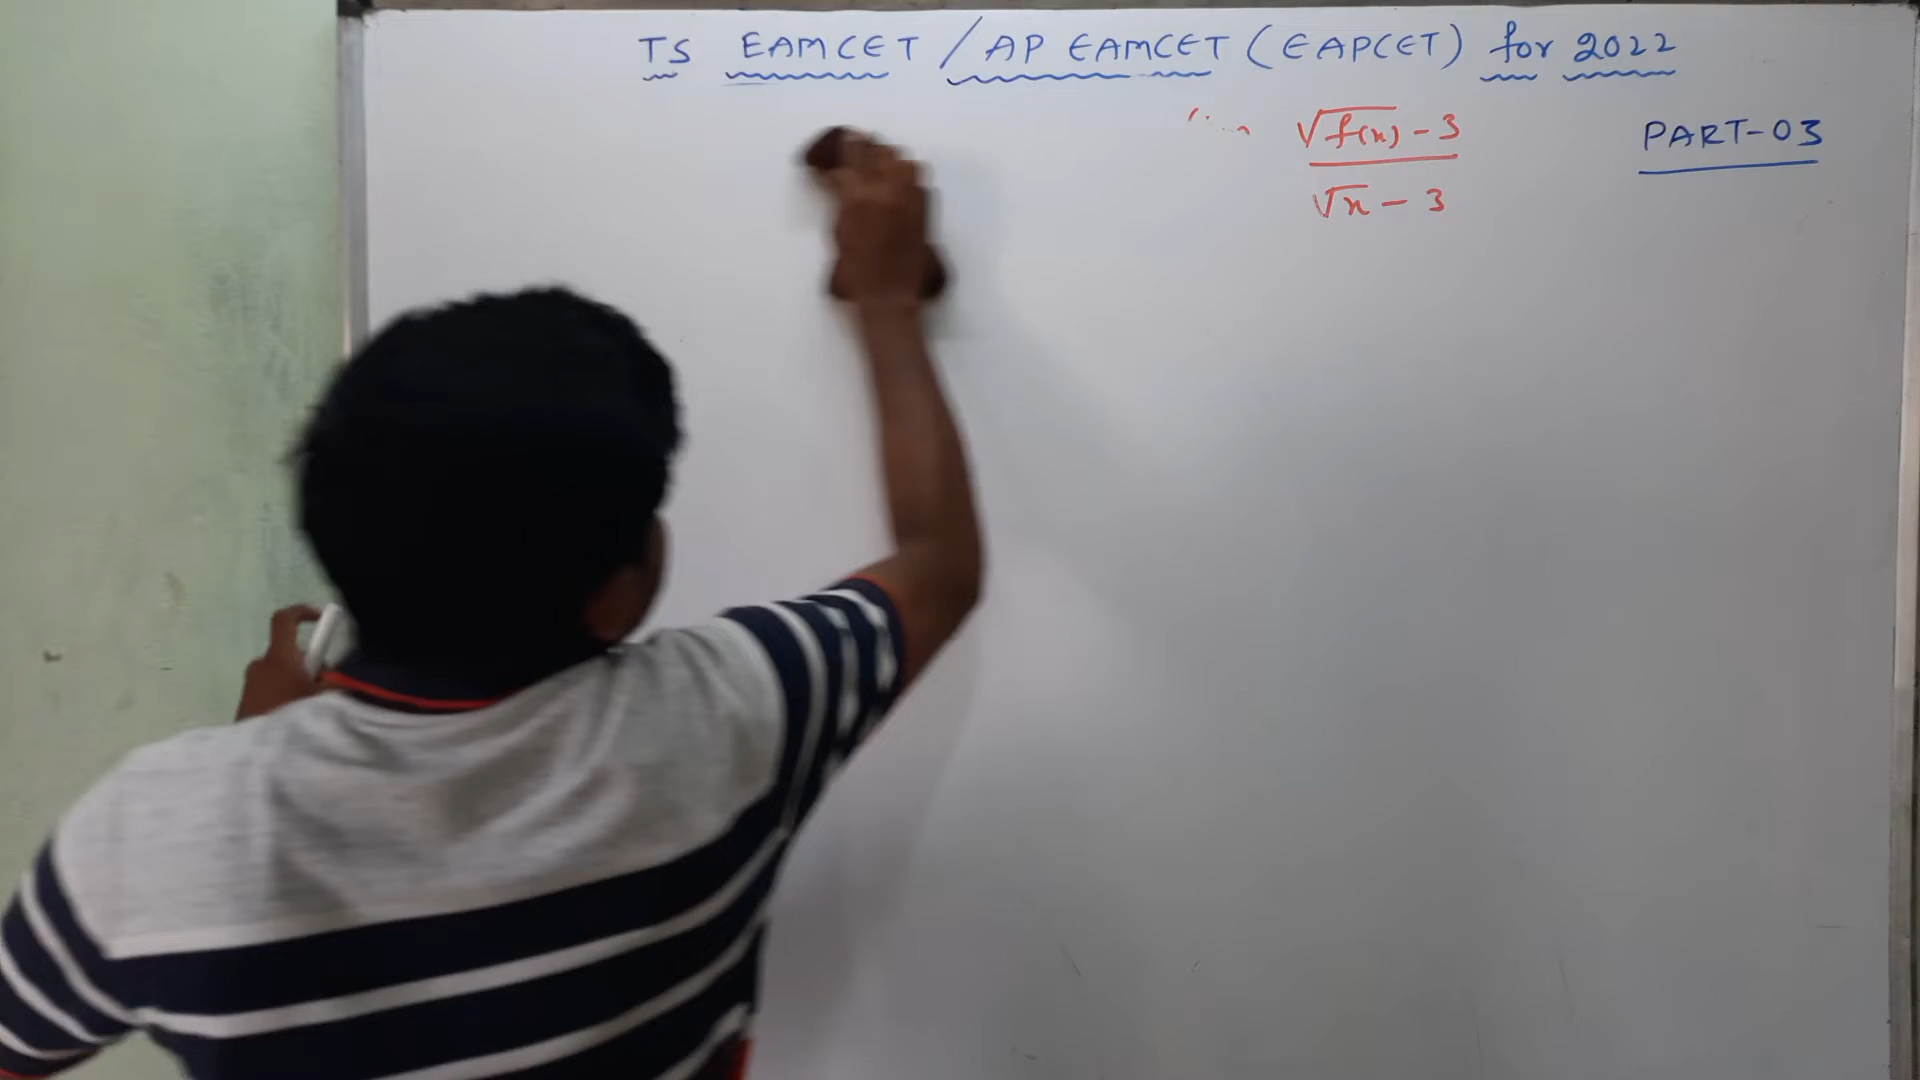 TS EAMCET / AP EAMCET (EAPCET) for 2022
√f(x) - 3
√x - 3
PART-03